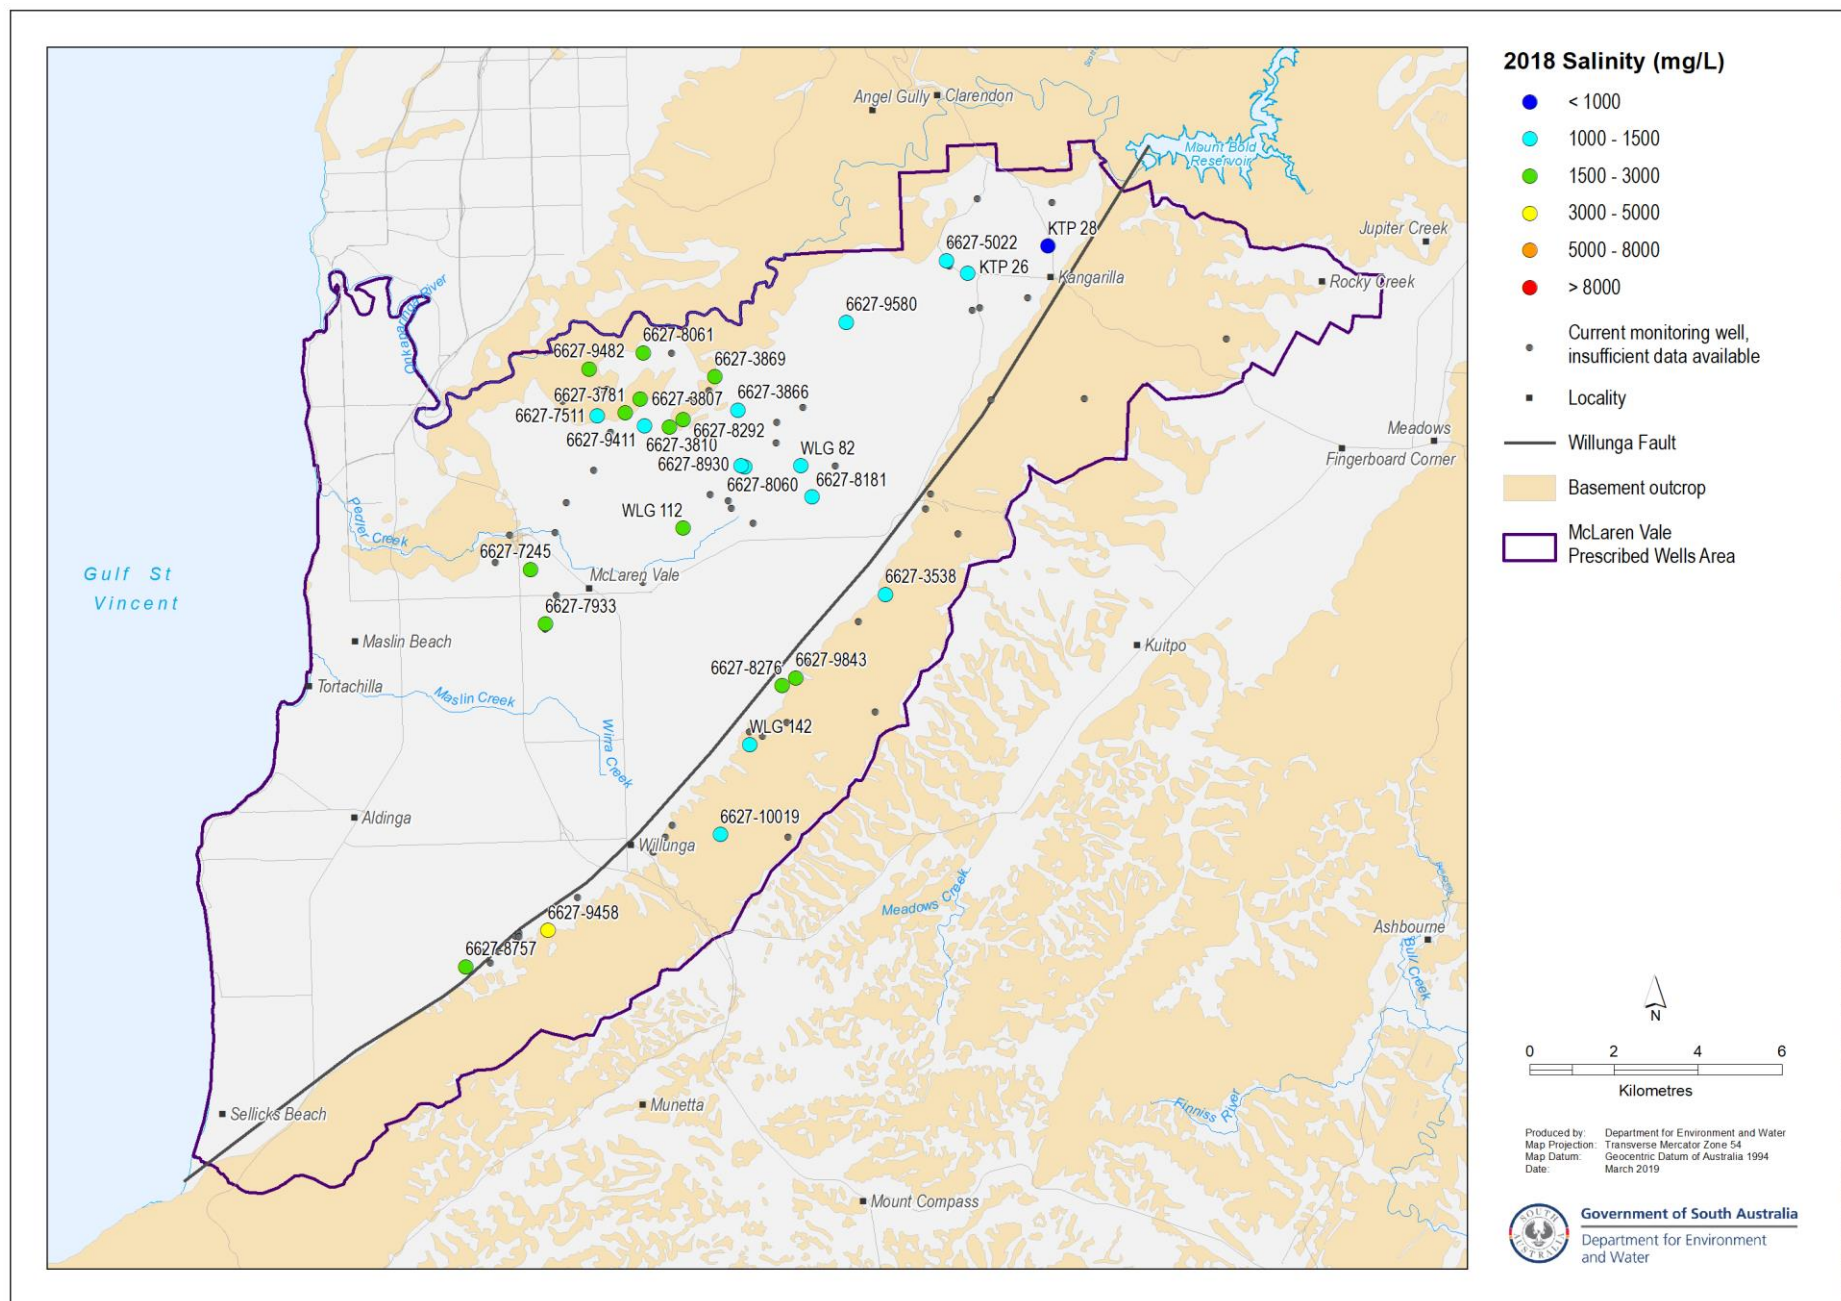 2018 Salinity (mg/L)
< 1000
1000 - 1500
1500 - 3000
3000 - 5000
5000 - 8000
> 8000
Current monitoring well,
insufficient data available
Locality
Willunga Fault
Basement outcrop
McLaren Vale
Prescribed Wells Area
Angel Gully
Clarendon
Mount Bold
Reservoir
Jupiter Creek
KTP 28
6627-5022
KTP 26
Kangarilla
Rocky Creek
Onkaparinga River
6627-9580
6627-8061
6627-9482
6627-3869
6627-3781
6627-3807
6627-3866
6627-7511
6627-9411
6627-8292
6627-3810
Meadows
Fingerboard Corner
6627-8930
WLG 82
6627-8060
6627-8181
WLG 112
Pedler Creek
6627-7245
McLaren Vale
Gulf St
Vincent
6627-3538
6627-7933
Maslin Beach
Kuitpo
6627-8276
6627-9843
Tortachilla
Maslin Creek
Wirra Creek
WLG 142
Aldinga
6627-10019
Willunga
Meadows Creek
6627-9458
Ashbourne
6627-8757
Bull Creek
Sellicks Beach
Munetta
Finniss River
Mount Compass
N
0 2 4 6
Kilometres
Produced by: Department for Environment and Water
Map Projection: Transverse Mercator Zone 54
Map Datum: Geocentric Datum of Australia 1994
Date: March 2019
SOUTH AUSTRALIA
Government of South Australia
Department for Environment
and Water